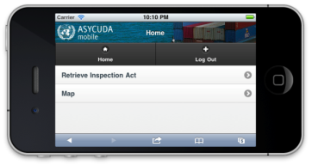 Carrier 10:10 PM
ASYCUDA
mobile
Home
Home Log Out
Retrieve Inspection Act
Map